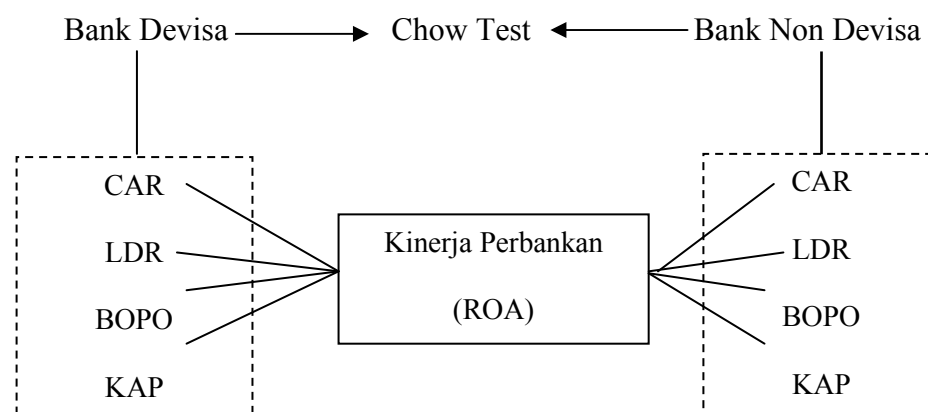 Bank Devisa
Chow Test
Bank Non Devisa
CAR
LDR
BOPO
KAP
Kinerja Perbankan
(ROA)
CAR
LDR
BOPO
KAP